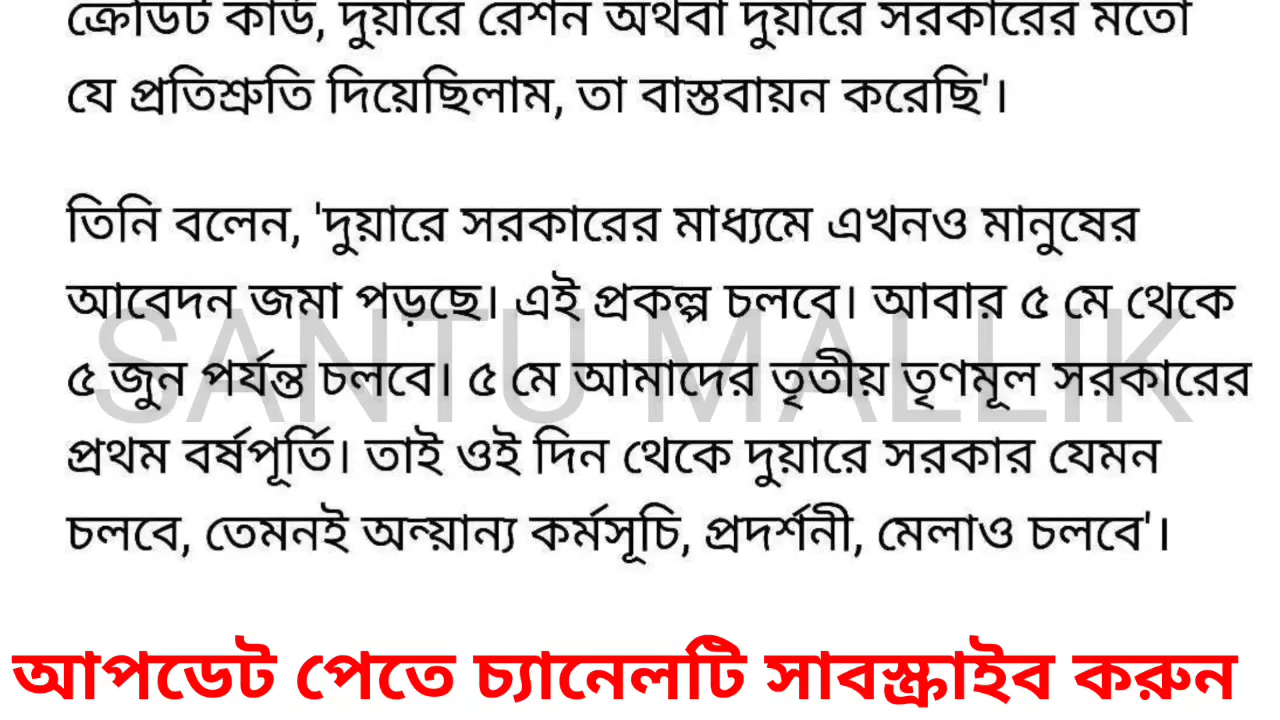 ক্রেডিট কার্ড, দুয়ারে রেশন অথবা দুয়ারে সরকারের মতো
যে প্রতিশ্রুতি দিয়েছিলাম, তা বাস্তবায়ন করেছি'।
তিনি বলেন, 'দুয়ারে সরকারের মাধ্যমে এখনও মানুষের
আবেদন জমা পড়ছে। এই প্রকল্প চলবে। আবার ৫ মে থেকে
৫ জুন পর্যন্ত চলবে। ৫ মে আমাদের তৃতীয় তৃণমূল সরকারের
SANTU MALLIK
প্রথম বর্ষপূর্তি। তাই ওই দিন থেকে দুয়ারে সরকার যেমন
চলবে, তেমনই অন্য়ান্য কর্মসূচি, প্রদর্শনী, মেলাও চলবে'।
আপডেট পেতে চ্যানেলটি সাবস্ক্রাইব করুন